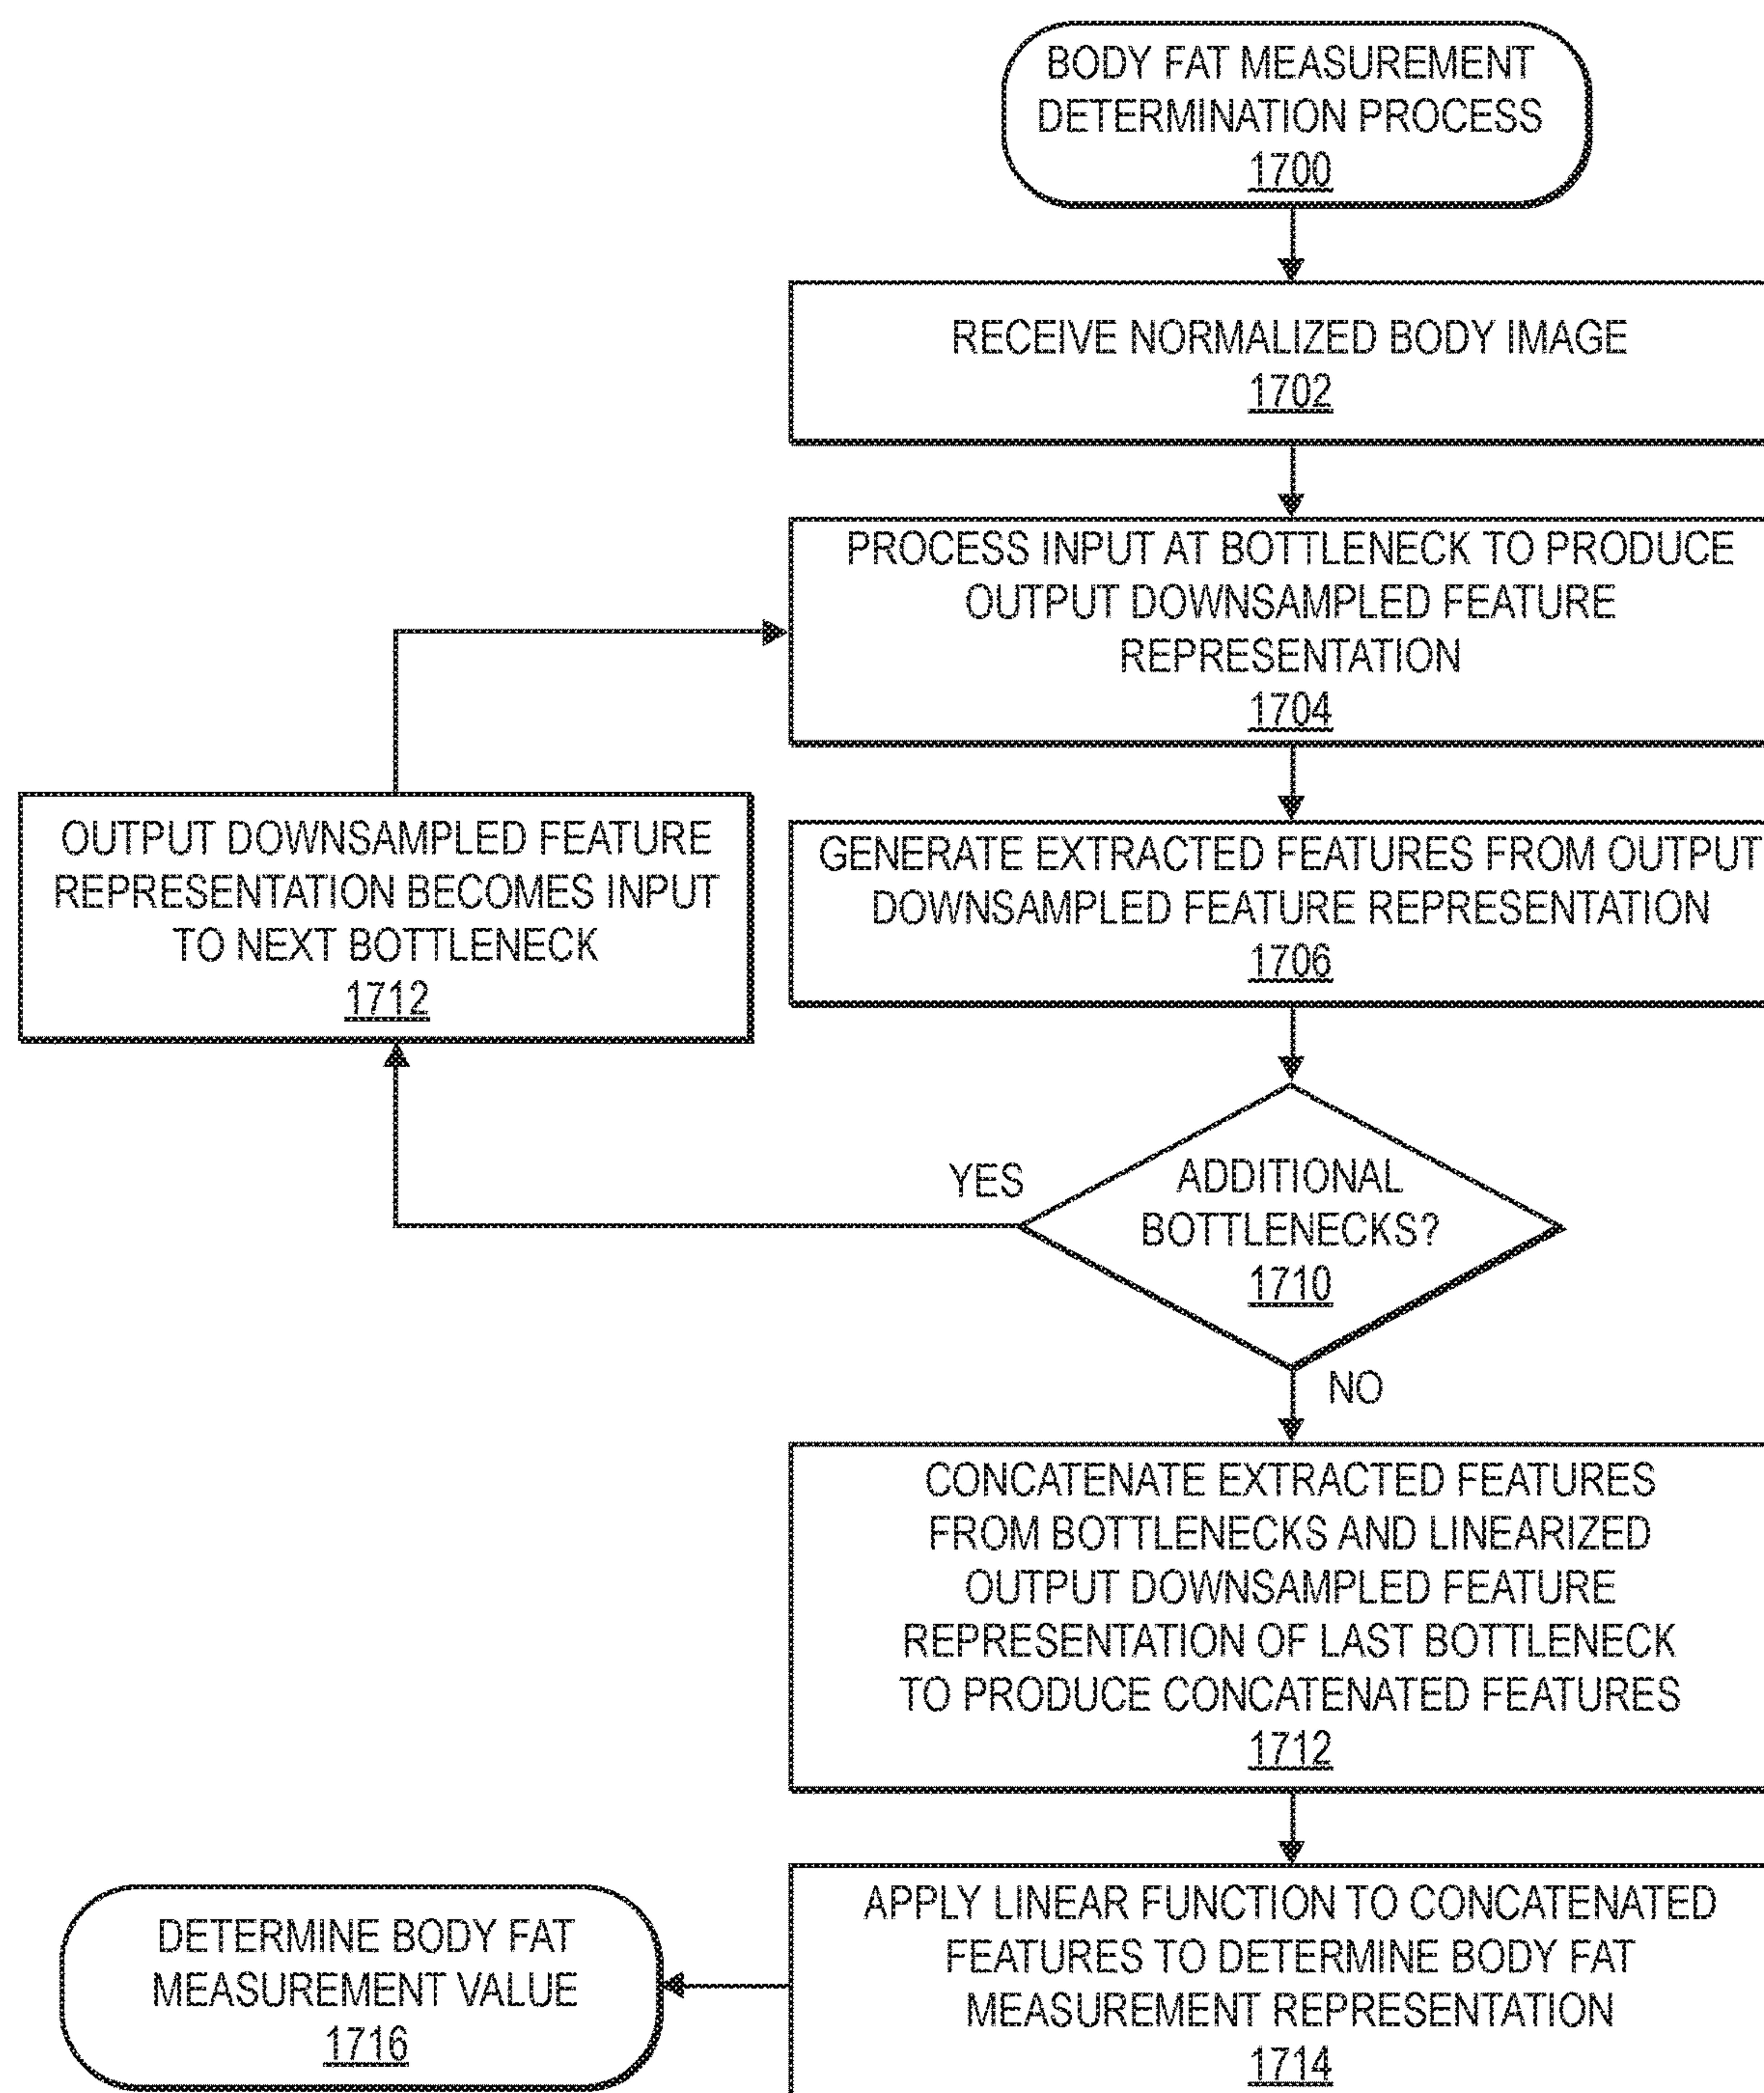 BODY FAT MEASUREMENT
DETERMINATION PROCESS
1700
RECEIVE NORMALIZED BODY IMAGE
1702
PROCESS INPUT AT BOTTLENECK TO PRODUCE
OUTPUT DOWNSAMPLED FEATURE
REPRESENTATION
1704
OUTPUT DOWNSAMPLED FEATURE
REPRESENTATION BECOMES INPUT
TO NEXT BOTTLENECK
1712
GENERATE EXTRACTED FEATURES FROM OUTPUT
DOWNSAMPLED FEATURE REPRESENTATION
1706
YES
ADDITIONAL
BOTTLENECKS?
1710
NO
CONCATENATE EXTRACTED FEATURES
FROM BOTTLENECKS AND LINEARIZED
OUTPUT DOWNSAMPLED FEATURE
REPRESENTATION OF LAST BOTTLENECK
TO PRODUCE CONCATENATED FEATURES
1712
APPLY LINEAR FUNCTION TO CONCATENATED
FEATURES TO DETERMINE BODY FAT
MEASUREMENT REPRESENTATION
1714
DETERMINE BODY FAT
MEASUREMENT VALUE
1716